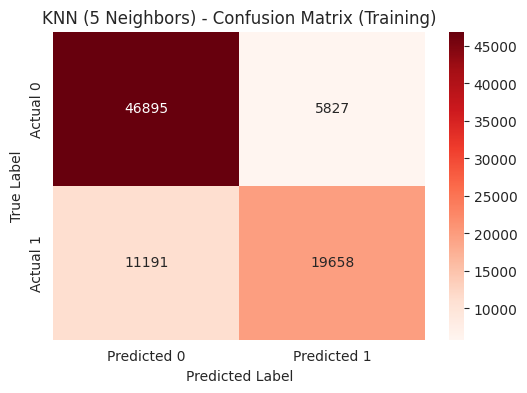 KNN (5 Neighbors) - Confusion Matrix (Training)
True Label
Actual 0
46895
5827
Actual 1
11191
19658
Predicted 0
Predicted 1
Predicted Label
45000
40000
35000
30000
25000
20000
15000
10000